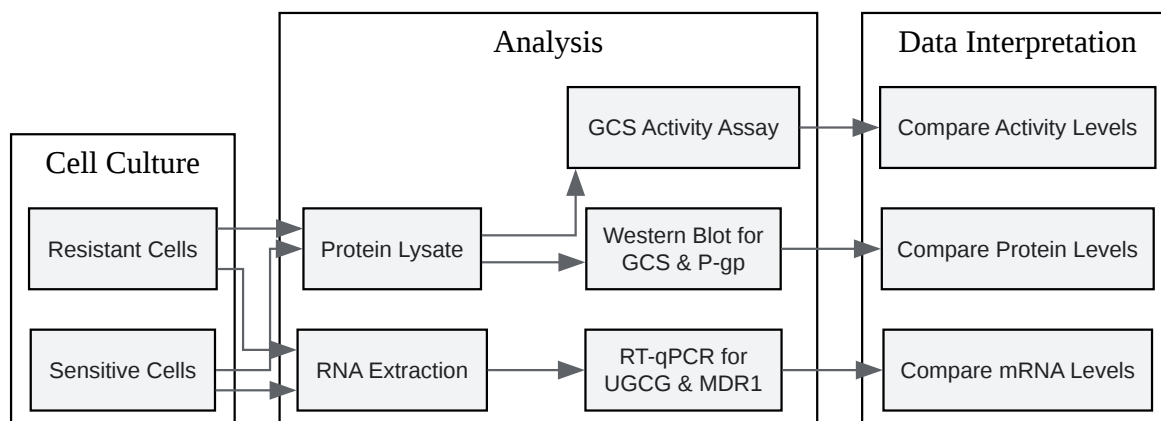 Cell Culture
Resistant Cells
Sensitive Cells
Analysis
GCS Activity Assay
Protein Lysate
Western Blot for
GCS & P-gp
RNA Extraction
RT-qPCR for
UGCG & MDR1
Data Interpretation
Compare Activity Levels
Compare Protein Levels
Compare mRNA Levels